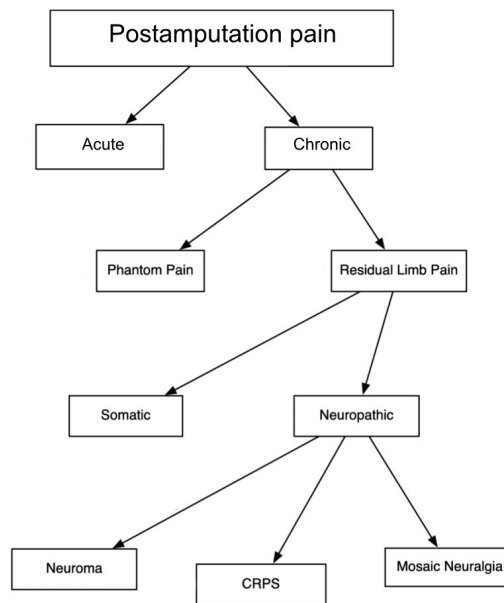 Postamputation pain
Acute
Chronic
Phantom Pain
Residual Limb Pain
Somatic
Neuropathic
Neuroma
CRPS
Mosaic Neuralgia